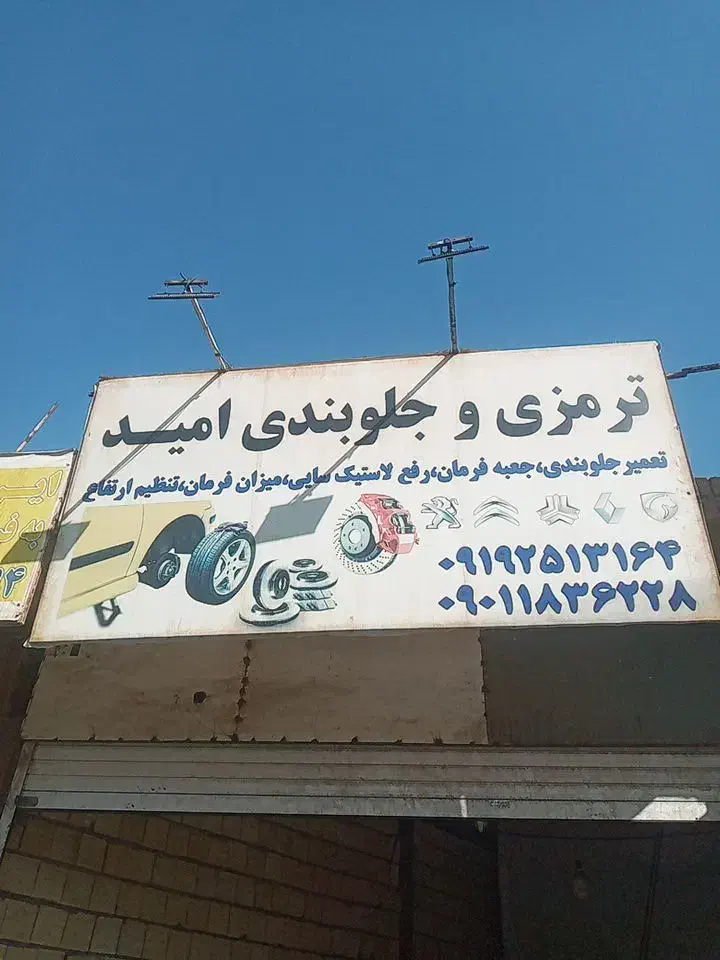 ترمزی و جلوبندی امید
تعمیر جلوبندی،جعبه فرمان،رفع لاستیک سایی،میزان فرمان،تنظیم ارتفاع
۰۹۱۹۲۵۱۳۱۶۴
۰۹۰۱۱۸۳۶۲۲۸